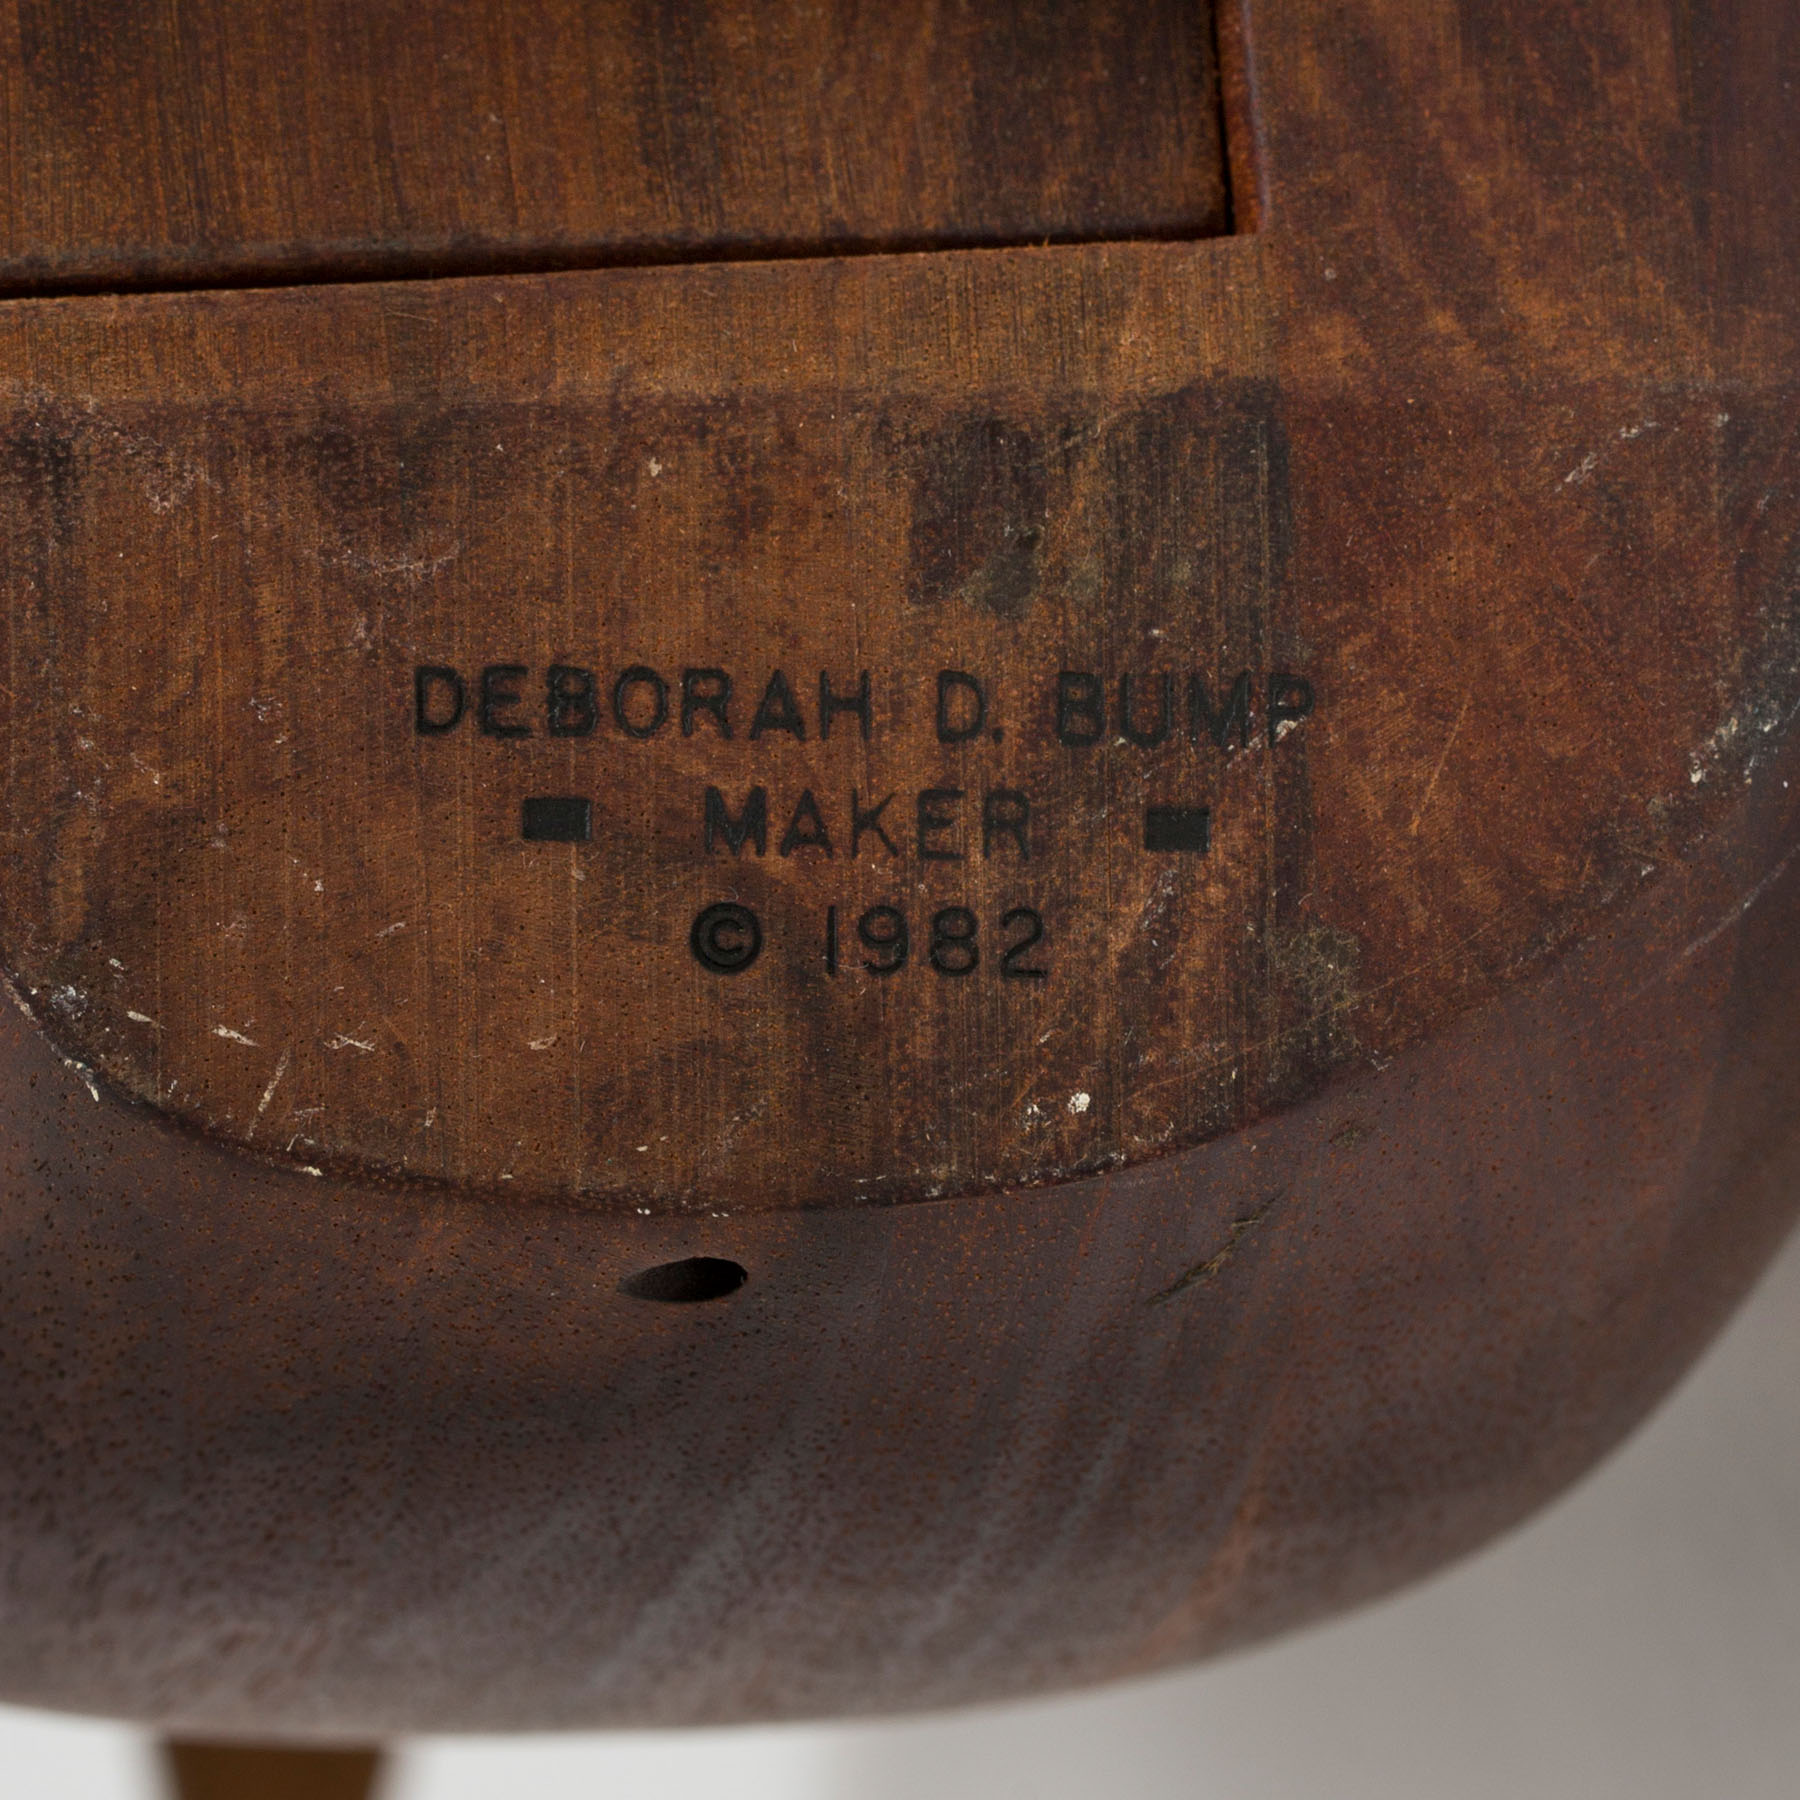 DEBORAH D. BUMP
MAKER
© 1982